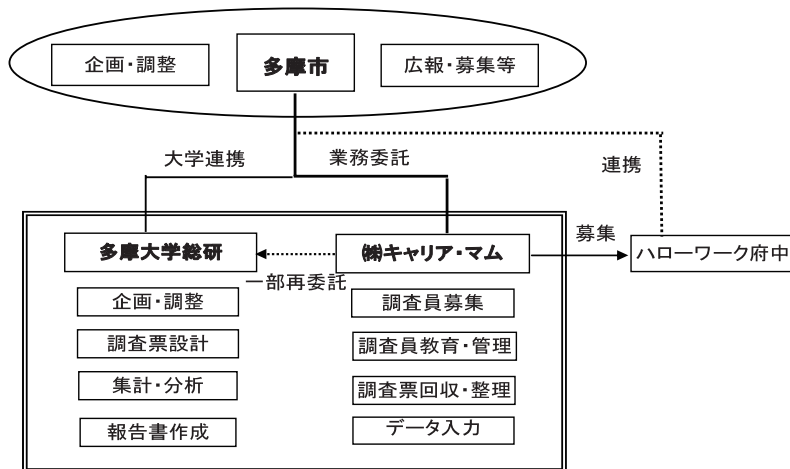 企画・調整
多摩市
広報・募集等
大学連携
業務委託
連携
多摩大学総研
一部再委託
㈱キャリア・マム
募集
ハローワーク府中
企画・調整
調査票設計
集計・分析
報告書作成
調査員募集
調査員教育・管理
調査票回収・整理
データ入力